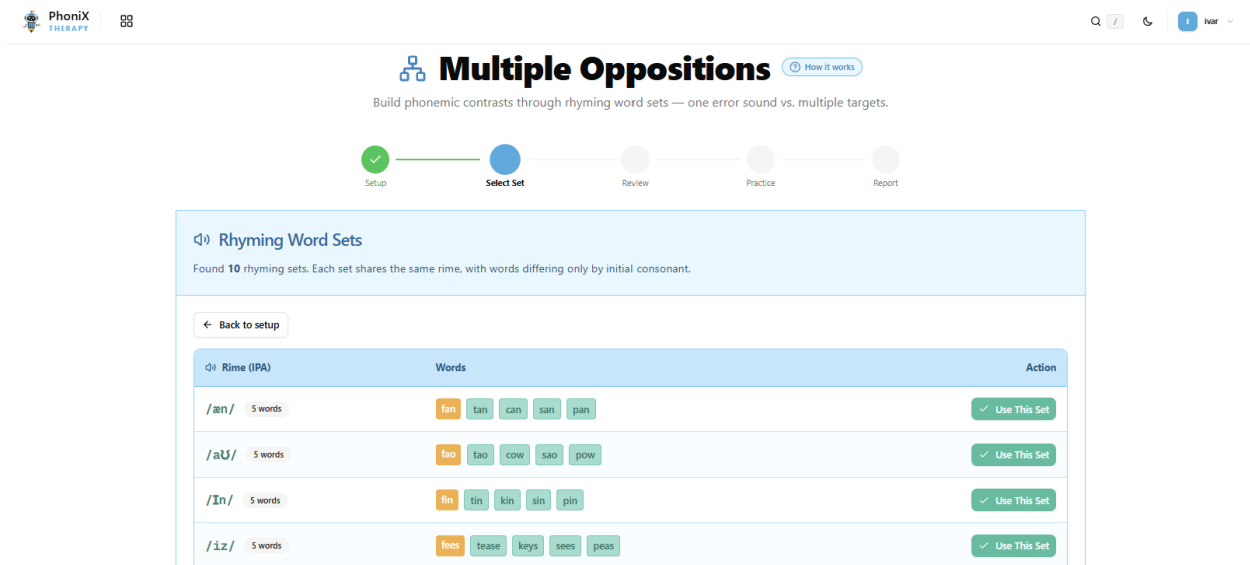 PhoniX
THERAPY
/
I
ivar
Multiple Oppositions
How it works
Build phonemic contrasts through rhyming word sets — one error sound vs. multiple targets.
Setup
Select Set
Review
Practice
Report
Rhyming Word Sets
Found 10 rhyming sets. Each set shares the same rime, with words differing only by initial consonant.
Back to setup
Rime (IPA) Words Action
/æn/ 5 words fan tan can san pan Use This Set
/aƱ/ 5 words fao tao cow sao pow Use This Set
/In/ 5 words fin tin kin sin pin Use This Set
/iz/ 5 words fees tease keys sees peas Use This Set